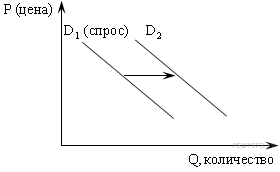 P (цена)
D₁ (спрос) D₂
Q, количество